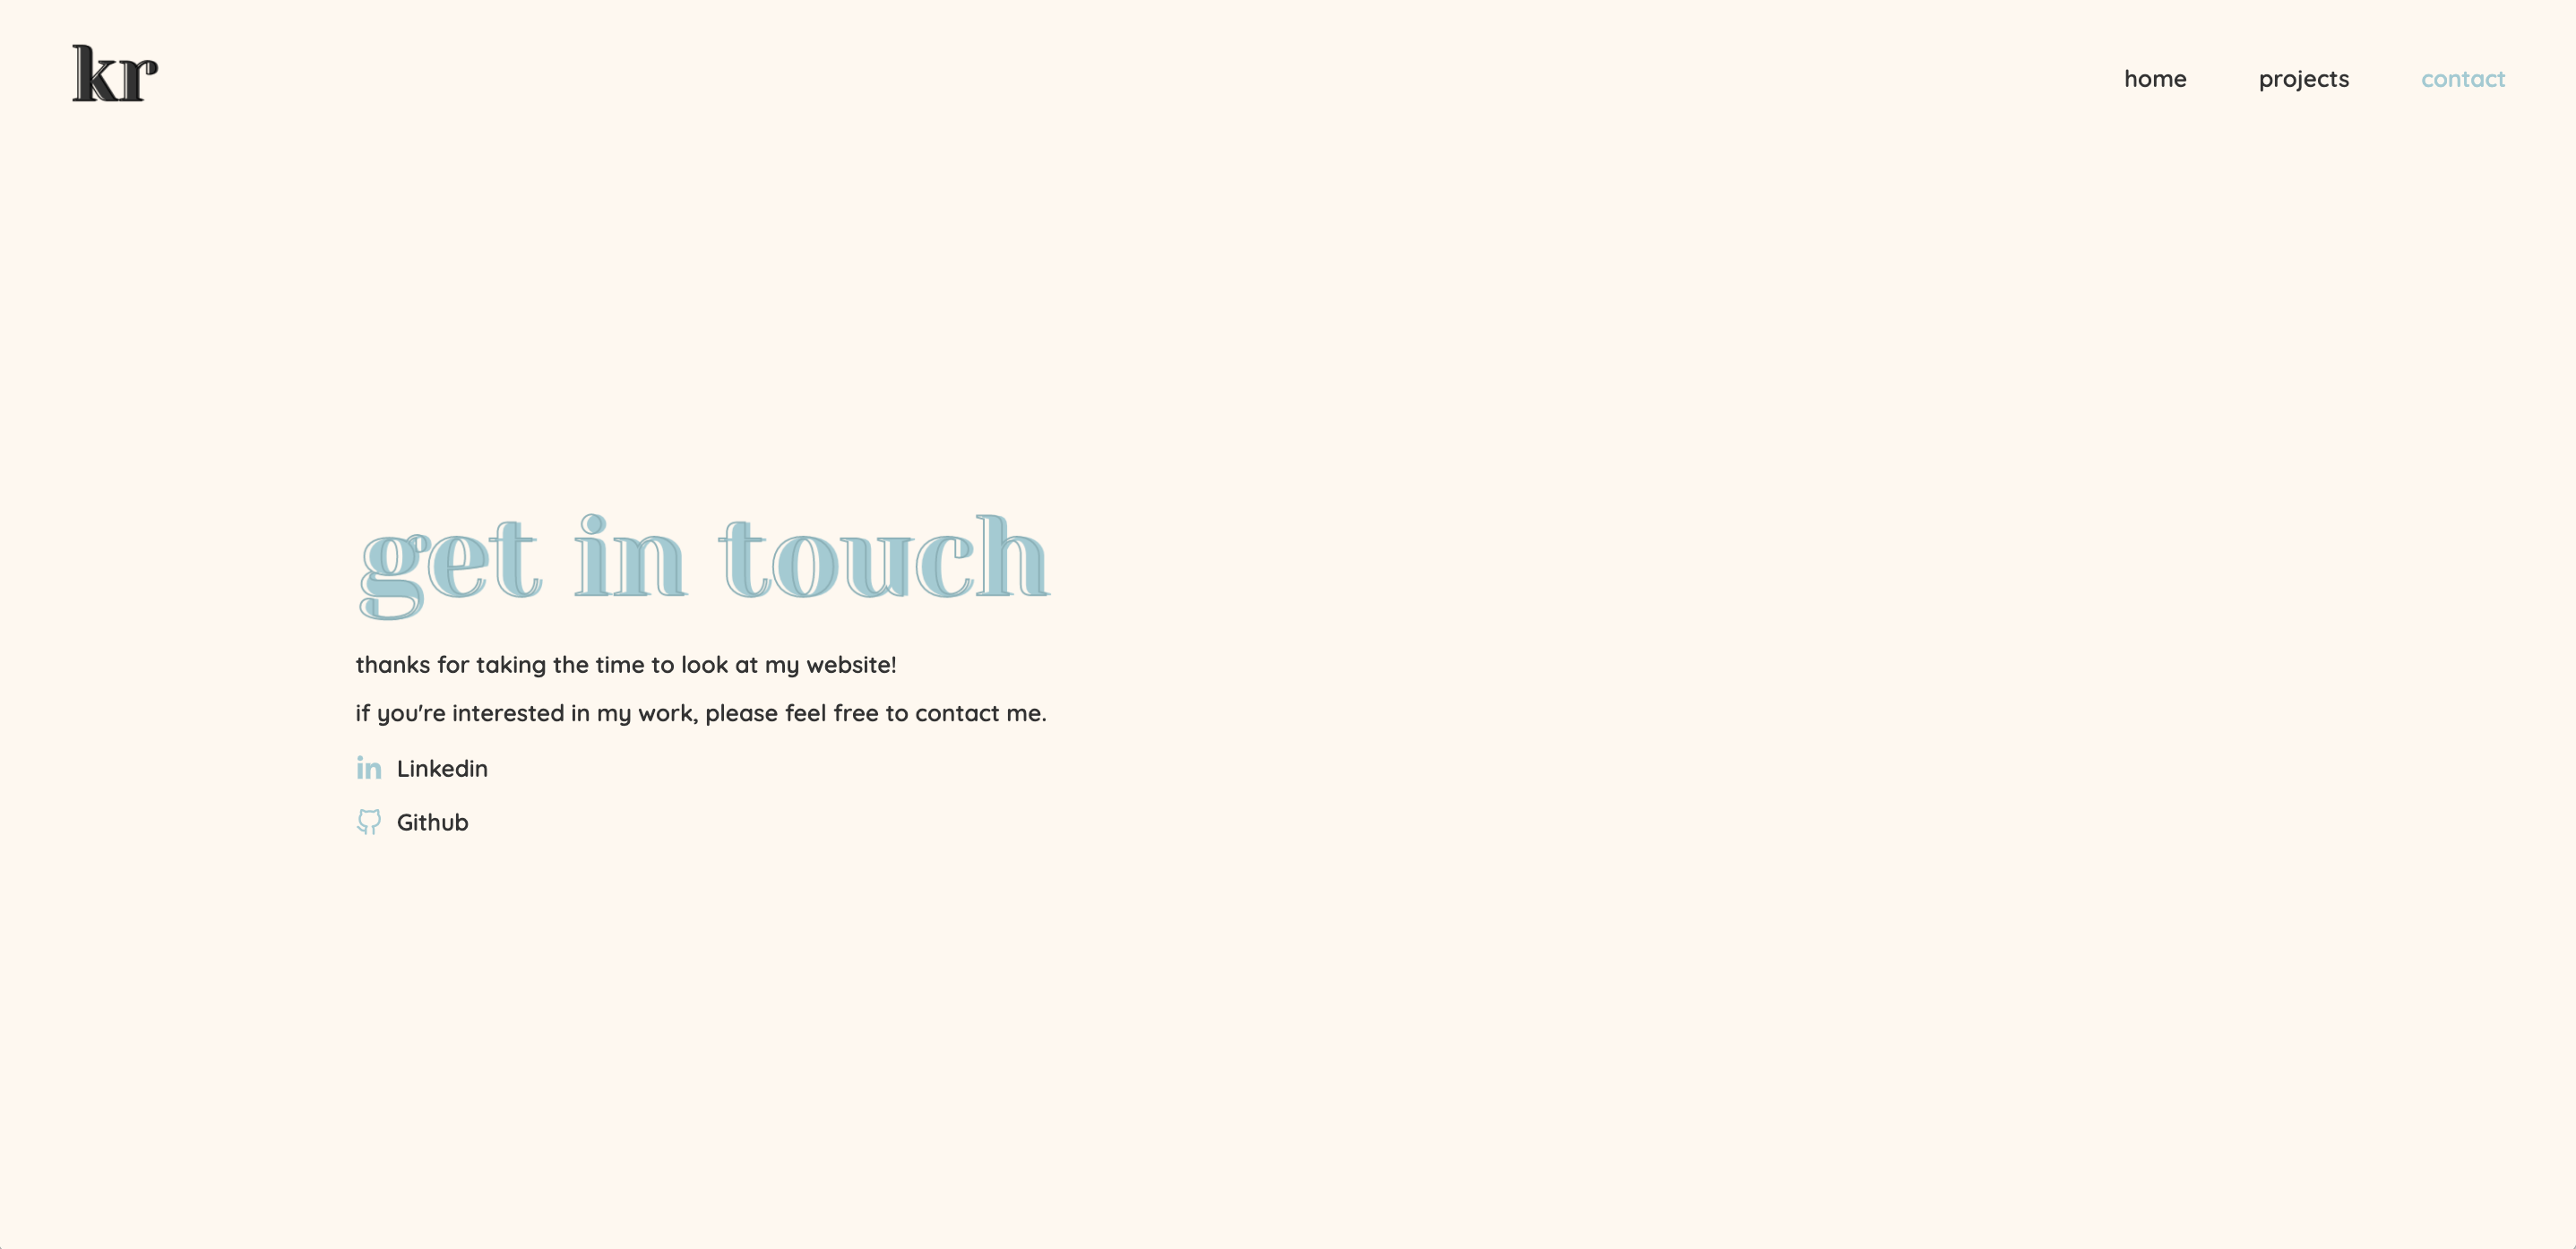 kr
home projects contact
get in touch
thanks for taking the time to look at my website!
if you're interested in my work, please feel free to contact me.
in Linkedin
Github